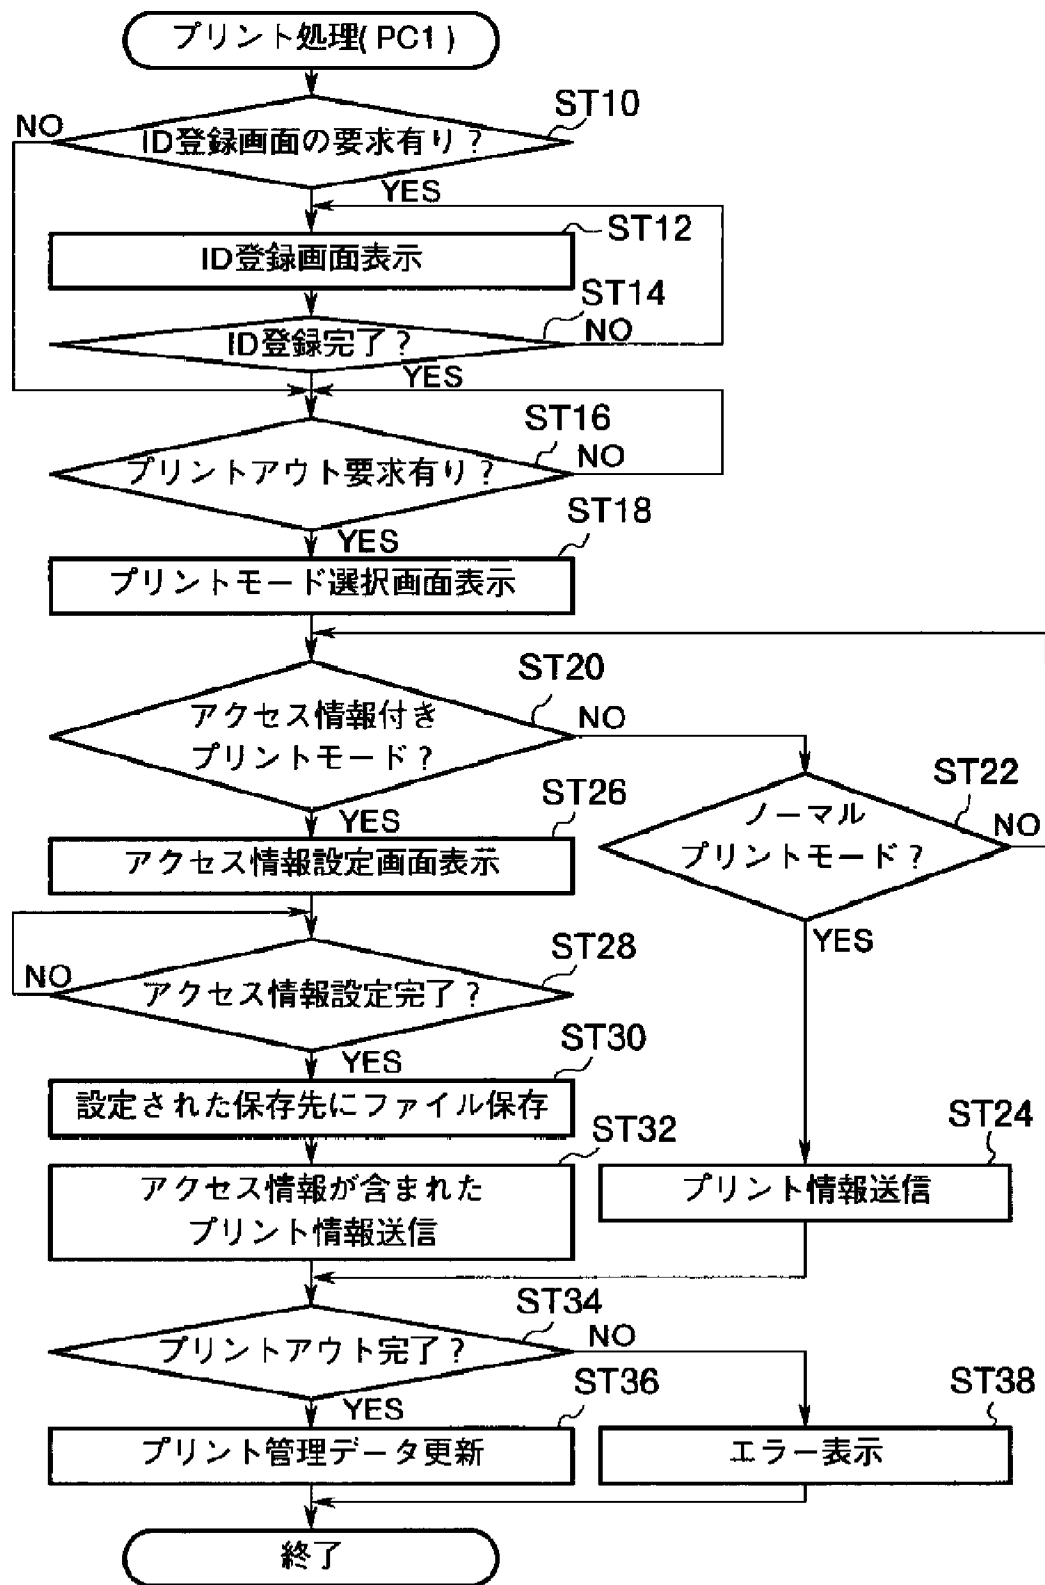 プリント処理(PC1)
ST10
NO
ID登録画面の要求有り?
YES
ST12
ID登録画面表示
ST14
ID登録完了?
NO
YES
ST16
プリントアウト要求有り?
NO
ST18
YES
プリントモード選択画面表示
ST20
アクセス情報付き
プリントモード?
NO
ST22
ノーマル
プリントモード?
NO
ST26
YES
アクセス情報設定画面表示
YES
ST28
NO
アクセス情報設定完了?
ST30
YES
設定された保存先にファイル保存
ST32
ST24
アクセス情報が含まれた
プリント情報送信
プリント情報送信
ST34
プリントアウト完了?
NO
ST36
ST38
YES
プリント管理データ更新
エラー表示
終了